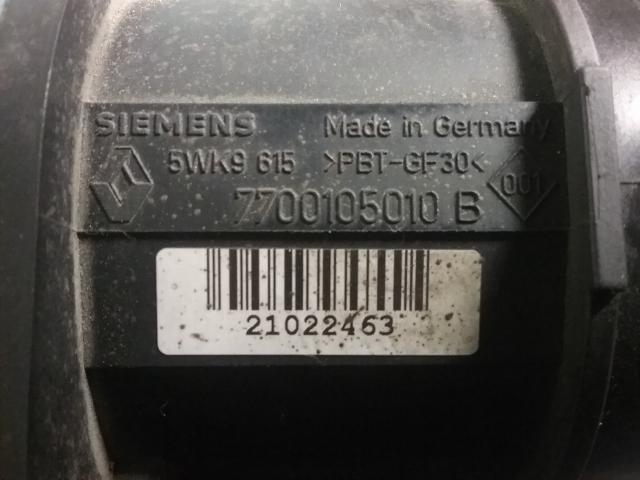 SIEMENS Made in Germany
5WK9 615 >PBT-GF30<
001
7700105010 B
21022463